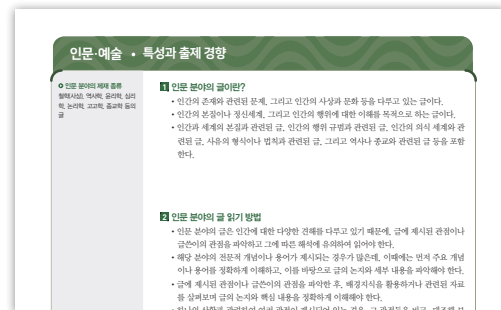 인문·예술 • 특성과 출제 경향
인문 분야의 제재 종류
철학(사상), 역사학, 윤리학, 심리
학, 논리학, 고고학, 종교학 등의
글
1 인문 분야의 글이란?
• 인간의 존재와 관련된 문제, 그리고 인간의 사상과 문화 등을 다루고 있는 글이다.
• 인간의 본질이나 정신세계, 그리고 인간의 행위에 대한 이해를 목적으로 하는 글이다.
• 인간과 세계의 본질과 관련된 글, 인간의 행위 규범과 관련된 글, 인간의 의식 세계와 관
련된 글, 사유의 형식이나 법칙과 관련된 글, 그리고 역사나 종교와 관련된 글 등을 포함
한다.
2 인문 분야의 글 읽기 방법
• 인문 분야의 글은 인간에 대한 다양한 견해를 다루고 있기 때문에, 글에 제시된 관점이나
글쓴이의 관점을 파악하고 그에 따른 해석에 유의하며 읽어야 한다.
• 해당 분야의 전문적 개념이나 용어가 제시되는 경우가 많은데, 이때에는 먼저 주요 개념
이나 용어를 정확하게 이해하고, 이를 바탕으로 글의 논지와 세부 내용을 파악해야 한다.
• 글에 제시된 관점이나 글쓴이의 관점을 파악한 후, 배경지식을 활용하거나 관련된 자료
를 살펴보며 글의 논지와 핵심 내용을 정확하게 이해해야 한다.